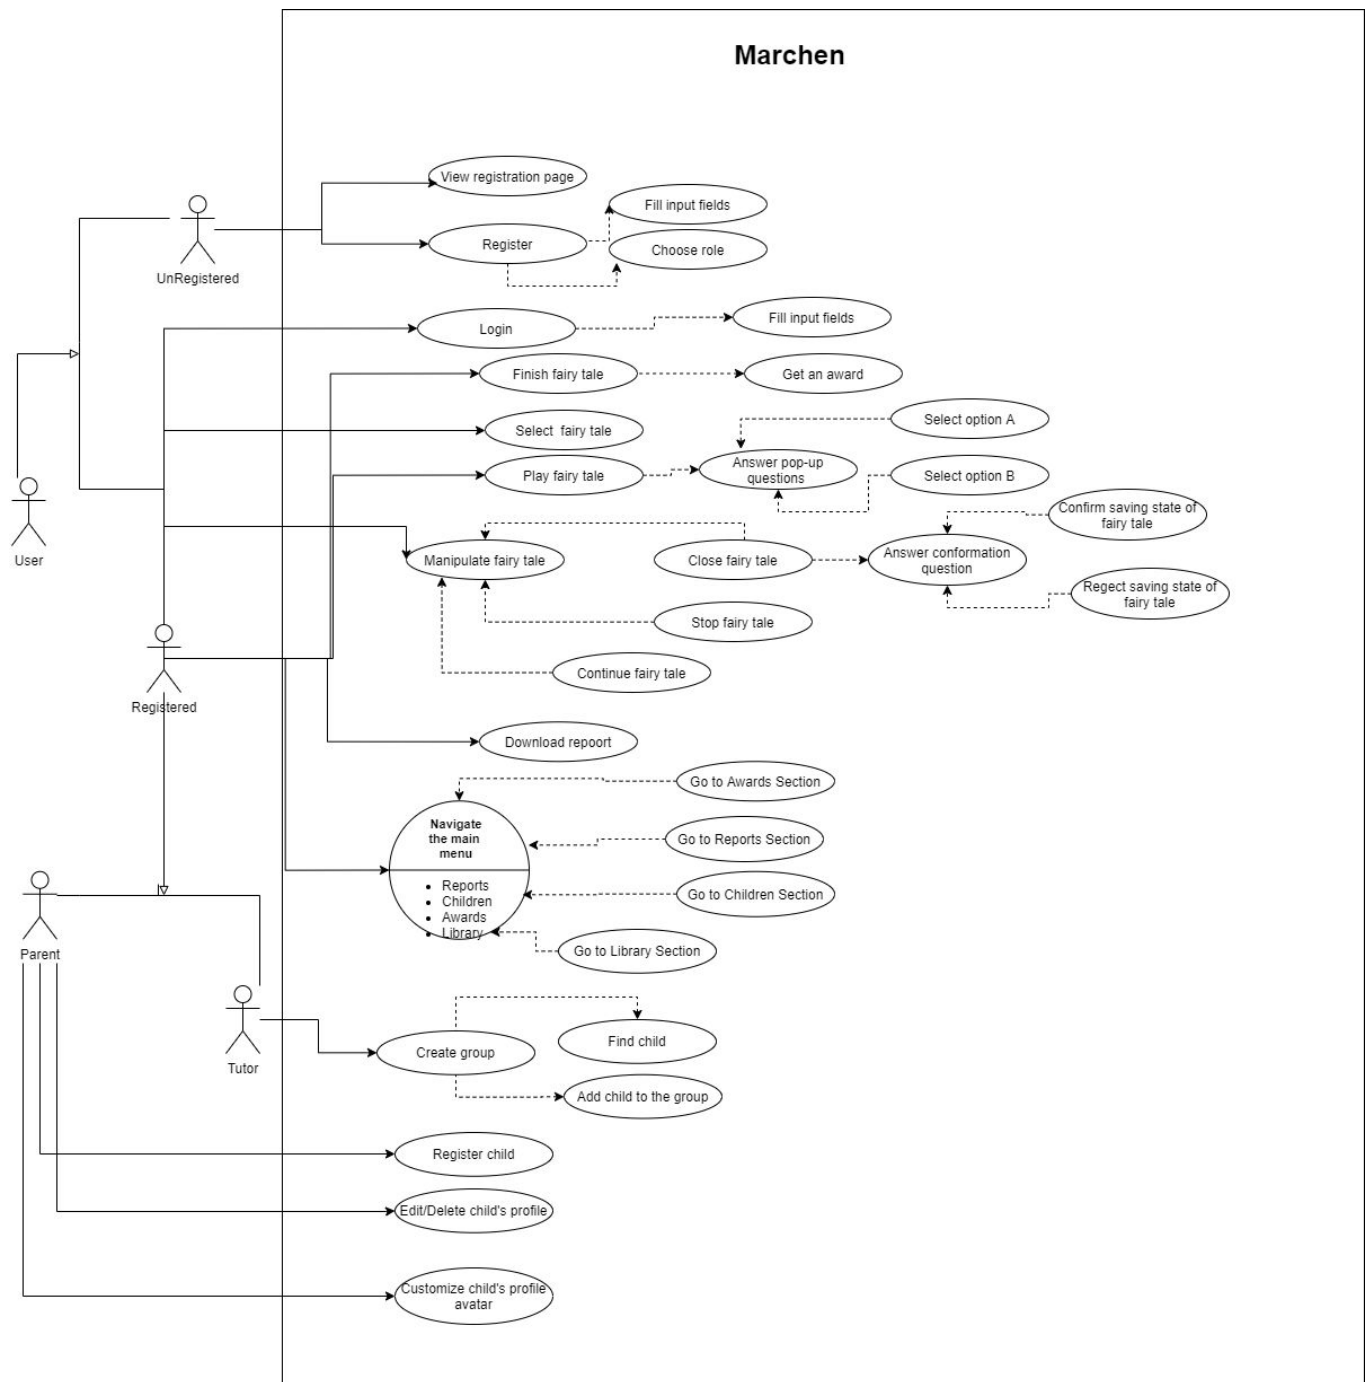 Marchen
View registration page
Fill input fields
UnRegistered
Register
Choose role
Login
Fill input fields
Finish fairy tale
Get an award
Select fairy tale
Select option A
Play fairy tale
Answer pop-up
questions
Select option B
User
Confirm saving state of
fairy tale
Manipulate fairy tale
Close fairy tale
Answer conformation
question
Regect saving state of
fairy tale
Stop fairy tale
Continue fairy tale
Registered
Download repoort
Go to Awards Section
Navigate
the main
menu
Go to Reports Section
Reports
Children
Awards
Library
Go to Children Section
Go to Library Section
Parent
Tutor
Create group
Find child
Add child to the group
Register child
Edit/Delete child's profile
Customize child's profile
avatar